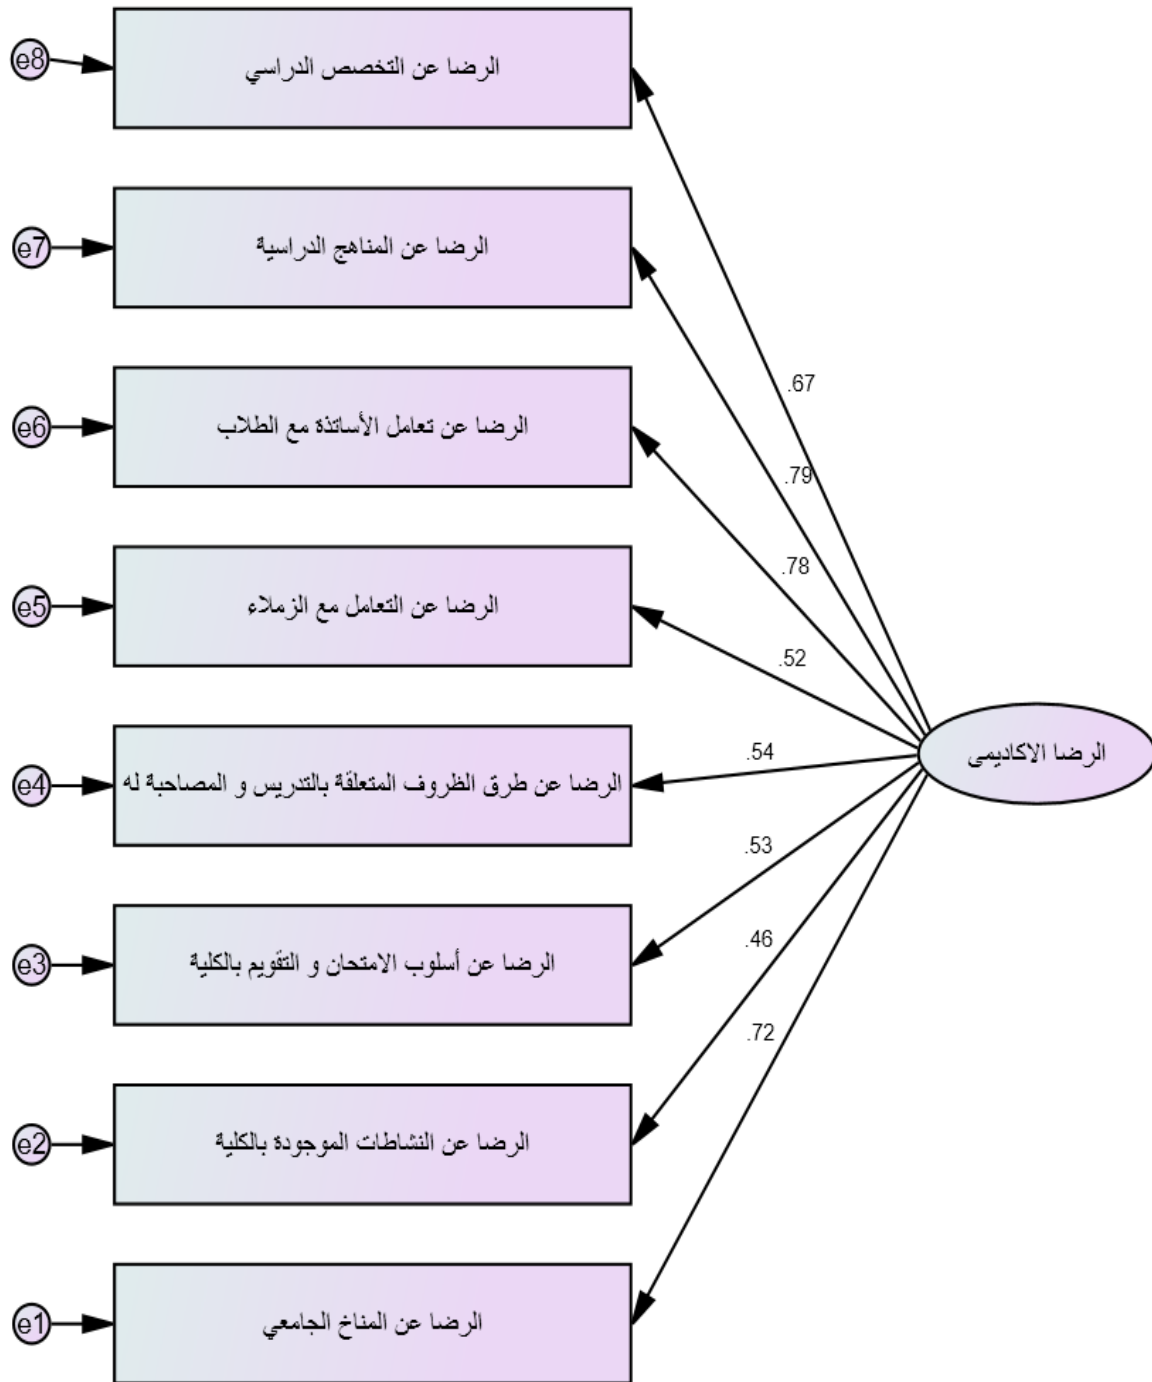 e8
الرضا عن التخصص الدراسي
e7
الرضا عن المناهج الدراسية
.67
e6
الرضا عن تعامل الأساتذة مع الطلاب
.79
.78
e5
الرضا عن التعامل مع الزملاء
.52
الرضا الاكاديمى
e4
الرضا عن طرق الظروف المتعلقة بالتدريس و المصاحبة له
.54
.53
e3
الرضا عن أسلوب الامتحان و التقويم بالكلية
.46
.72
e2
الرضا عن النشاطات الموجودة بالكلية
e1
الرضا عن المناخ الجامعي